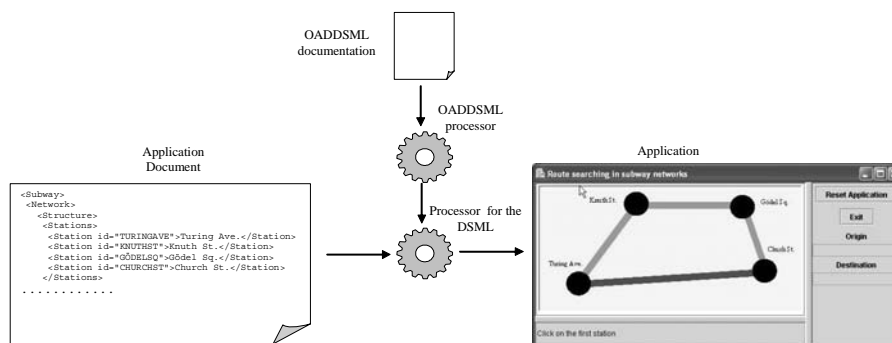 OADDSML
documentation
OADDSML
processor
Application
Document
<Subway>
<Network>
<Structure>
<Stations>
<Station id="TURINGAVE">Turing Ave.</Station>
<Station id="KNUTHST">Knuth St.</Station>
<Station id="GÖDELSQ">Gödel Sq.</Station>
<Station id="CHURCHST">Church St.</Station>
</Stations>
. . . . . . . . . . . .
Processor for the
DSML
Application
Route searching in subway networks
Knuth St.
Gödel Sq.
Church St.
Turing Ave.
Reset Application
Exit
Origin
Destination
Click on the first station